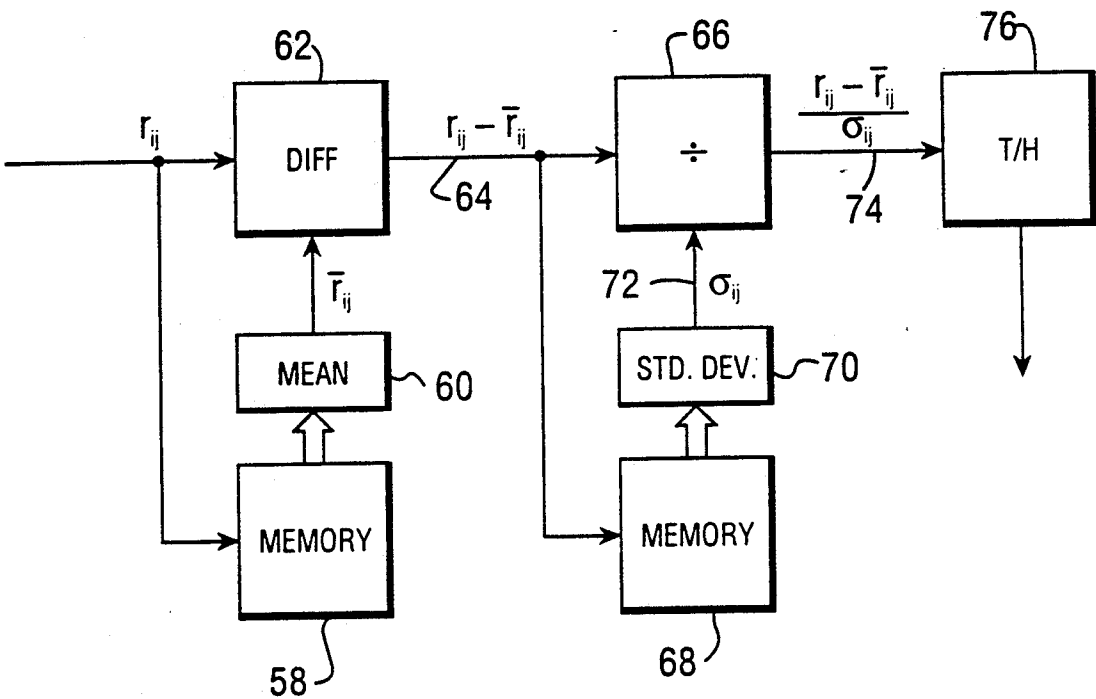 62
66
76
r_ij
DIFF
r_ij − r̄_ij
64
÷
r_ij − r̄_ij
σ_ij
74
T/H
r̄_ij
72
σ_ij
MEAN
60
STD. DEV.
70
MEMORY
MEMORY
58
68